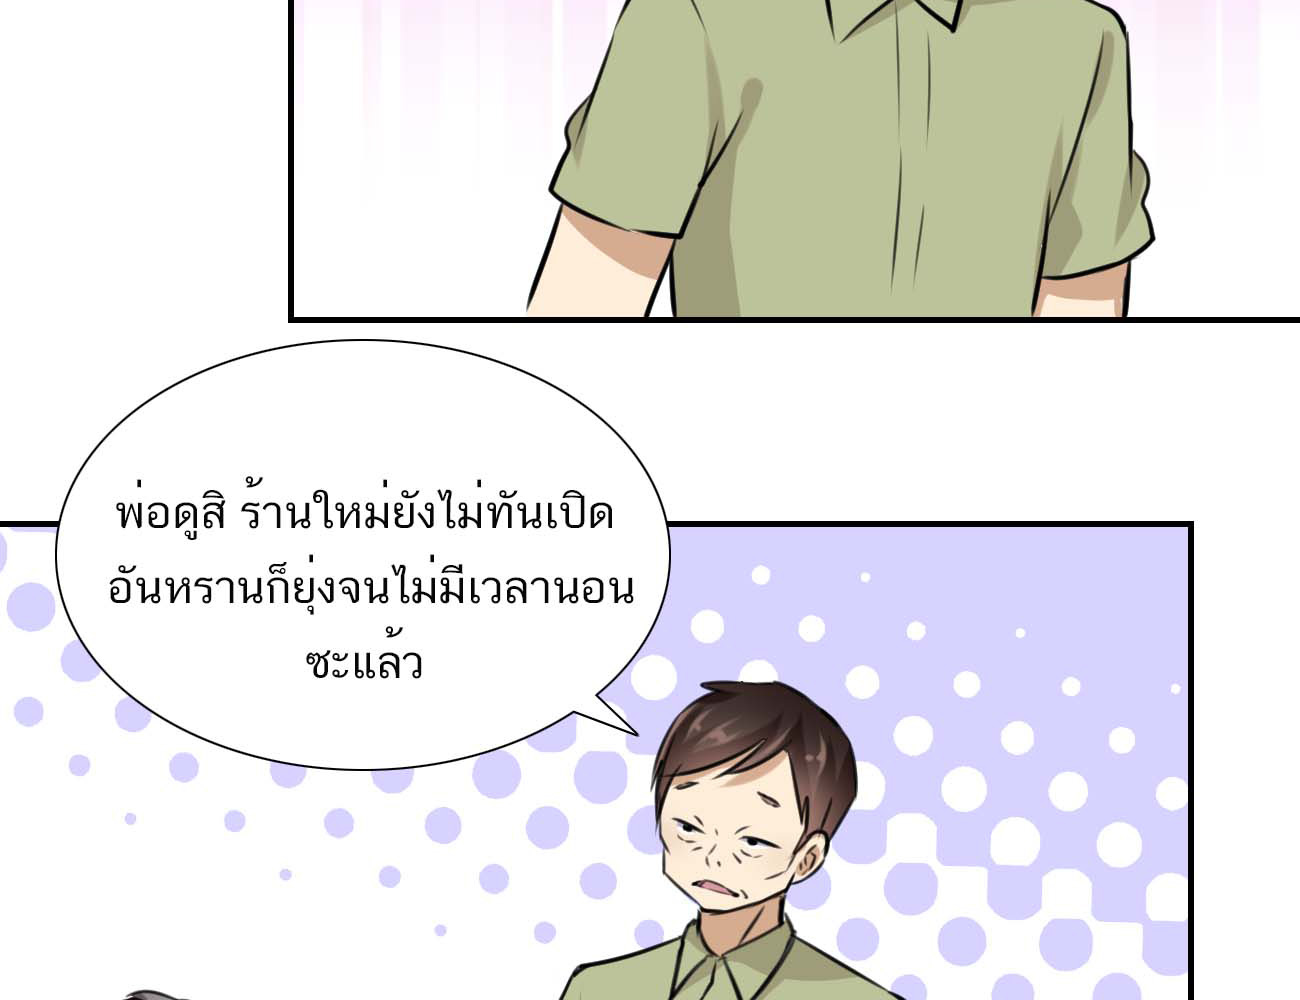 พ่อดูสิ ร้านใหม่ยังไม่ทันเปิด
อันหรานก็ยุ่งจนไม่มีเวลานอน
ซะแล้ว